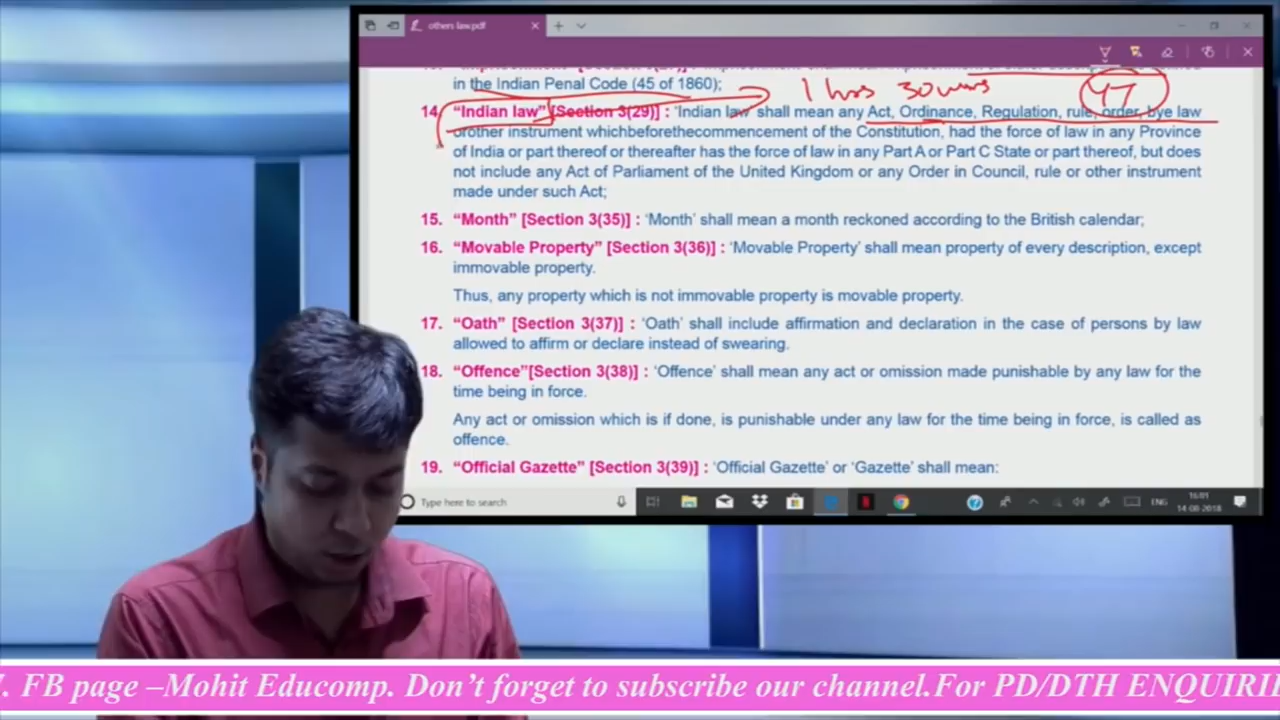 others law.pdf
in the Indian Penal Code (45 of 1860);
1 hrs 30 mins
47
14. “Indian law” [Section 3(29)] : ‘Indian law’ shall mean any Act, Ordinance, Regulation, rule, order, bye law
orother instrument whichbeforethecommencement of the Constitution, had the force of law in any Province
of India or part thereof or thereafter has the force of law in any Part A or Part C State or part thereof, but does
not include any Act of Parliament of the United Kingdom or any Order in Council, rule or other instrument
made under such Act;
15. “Month” [Section 3(35)] : ‘Month’ shall mean a month reckoned according to the British calendar;
16. “Movable Property” [Section 3(36)] : ‘Movable Property’ shall mean property of every description, except
immovable property.
Thus, any property which is not immovable property is movable property.
17. “Oath” [Section 3(37)] : ‘Oath’ shall include affirmation and declaration in the case of persons by law
allowed to affirm or declare instead of swearing.
18. “Offence”[Section 3(38)] : ‘Offence’ shall mean any act or omission made punishable by any law for the
time being in force.
Any act or omission which is if done, is punishable under any law for the time being in force, is called as
offence.
19. “Official Gazette” [Section 3(39)] : ‘Official Gazette’ or ‘Gazette’ shall mean:
Type here to search
ENG
16:01
14-08-2018
. FB page –Mohit Educomp. Don’t forget to subscribe our channel.For PD/DTH ENQUIRI